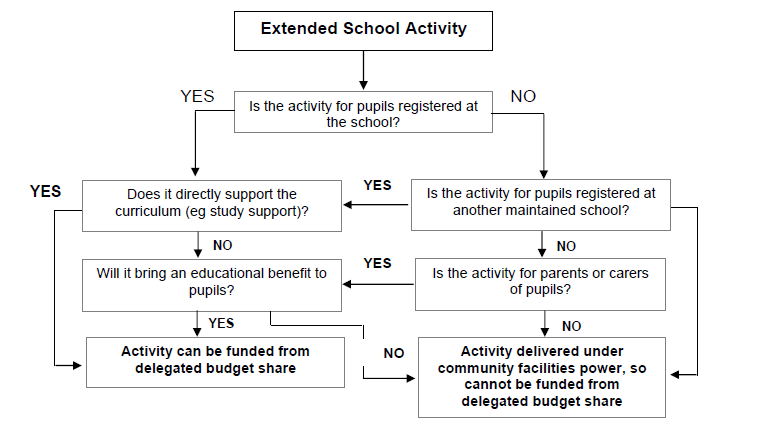 Extended School Activity
YES
NO
Is the activity for pupils registered at
the school?
YES
Does it directly support the
curriculum (eg study support)?
YES
Is the activity for pupils registered at
another maintained school?
NO
NO
Will it bring an educational benefit to
pupils?
YES
Is the activity for parents or carers
of pupils?
YES
NO
Activity can be funded from
delegated budget share
NO
Activity delivered under
community facilities power, so
cannot be funded from
delegated budget share